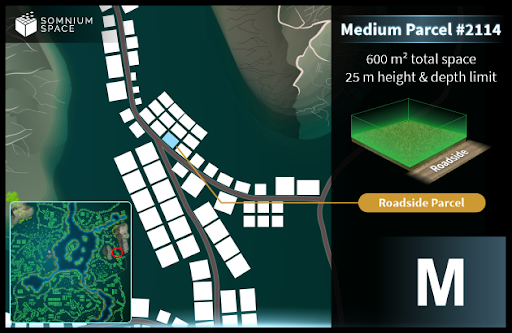 SOMNIUM
SPACE
Medium Parcel #2114
600 m² total space
25 m height & depth limit
Roadside
Roadside Parcel
M